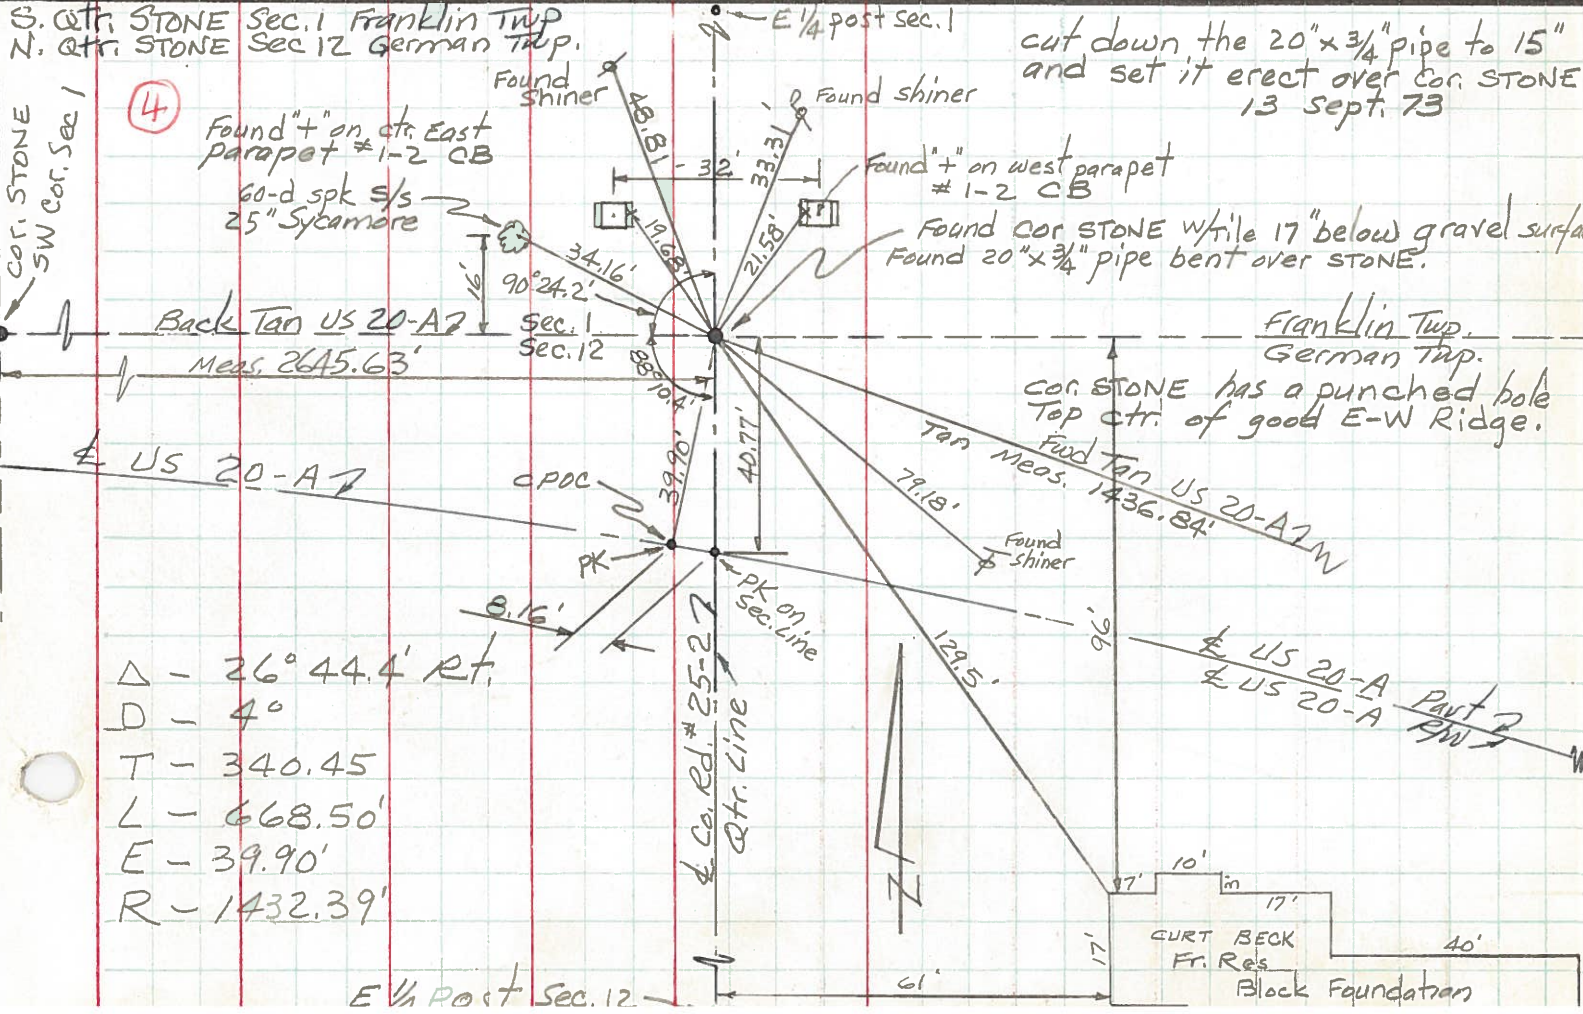 S. Qtr. STONE Sec. 1 Franklin Twp
N. Qtr. STONE Sec 12 German Twp.
E 1/4 post sec. 1
cut down the 20"x 3/4" pipe to 15"
and set it erect over Cor. STONE
13 Sept. 73
4
Cor. STONE
SW Cor. Sec 1
Found Shiner
48.81
Found shiner
33.31'
Found "+" on ctr. East
parapet #1-2 CB
- 32'
Found "+" on west parapet
# 1-2 CB
60-d spk s/s
25" Sycamore
19.68'
21.58'
Found Cor STONE w/tile 17" below gravel
Found 20"x 3/4" pipe bent over STONE.
34.16'
16'
90° 24.2'
Back Tan US 20-A
Sec. 1
Sec. 12
Franklin Twp.
German Twp.
Meas. 2645.63'
88° 10.4'
Cor. STONE has a punched hole
Top ctr. of good E-W Ridge.
℄ US 20-A
CPOC
39.90'
40.77'
Tan Meas. 1436.84'
Fwd Tan US 20-A
79.18'
Found shiner
PK
PK on
Sec. Line
8.16'
129.5'
96'
℄ US 20-A
℄ US 20-A
Part
R/W
℄ Co. Rd. #25-2
Qtr. Line
Δ - 26° 44.4' Rt.
D - 4°
T - 340.45
L - 668.50'
E - 39.90'
R - 1432.39'
N
7'
10'
17'
17'
CURT BECK
Fr. Res
Block Foundation
40'
61'
E 1/4 Post Sec. 12